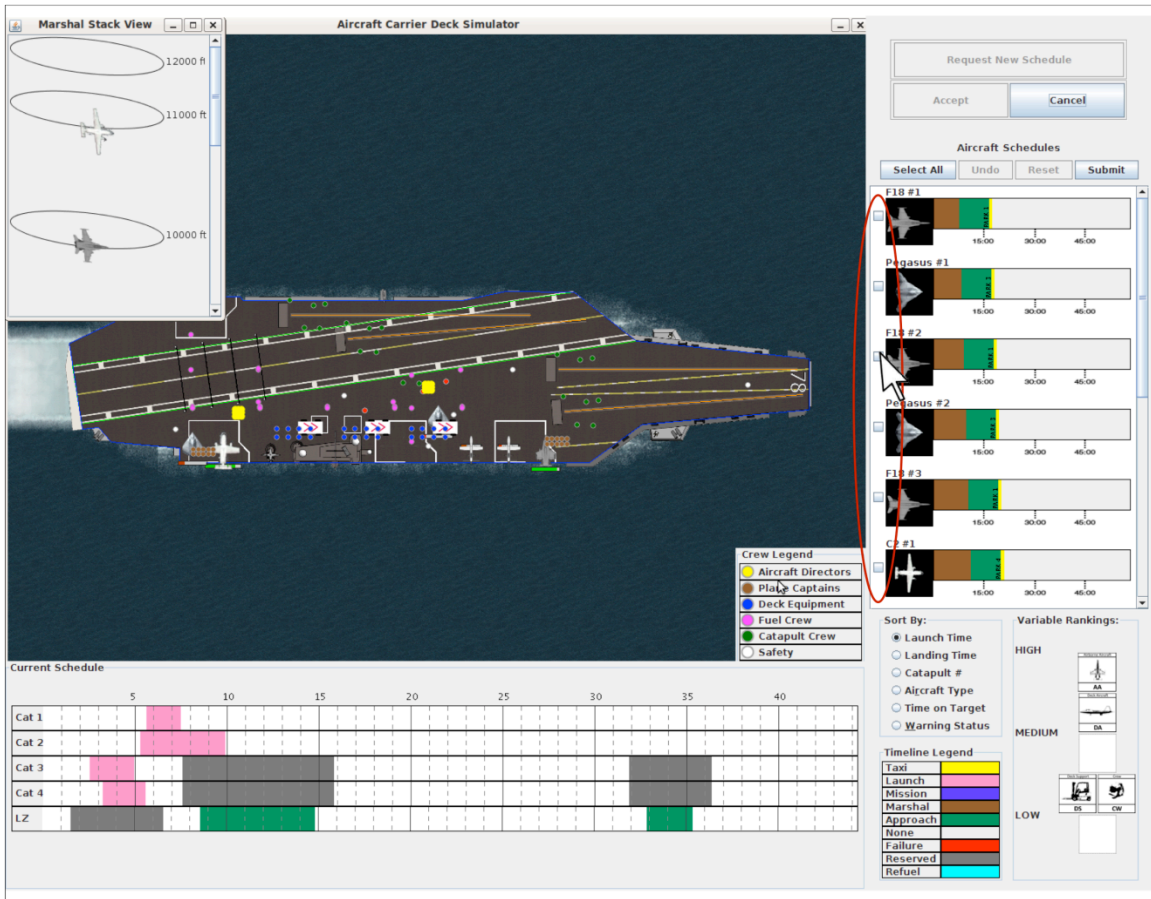 Marshal Stack View
Aircraft Carrier Deck Simulator
12000 ft
11000 ft
10000 ft
78
Request New Schedule
Accept
Cancel
Aircraft Schedules
Select All
Undo
Reset
Submit
F18 #1
15:00 30:00 45:00
Pegasus #1
15:00 30:00 45:00
F18 #2
15:00 30:00 45:00
Pegasus #2
15:00 30:00 45:00
F18 #3
15:00 30:00 45:00
C2 #1
15:00 30:00 45:00
Crew Legend
Aircraft Directors
Plane Captains
Deck Equipment
Fuel Crew
Catapult Crew
Safety
Current Schedule
5 10 15 20 25 30 35 40
Cat 1
Cat 2
Cat 3
Cat 4
LZ
Sort By:
Launch Time
Landing Time
Catapult #
Aircraft Type
Time on Target
Warning Status
Timeline Legend
Taxi
Launch
Mission
Marshal
Approach
None
Failure
Reserved
Refuel
Variable Rankings:
HIGH
AA
DA
MEDIUM
DS CW
LOW